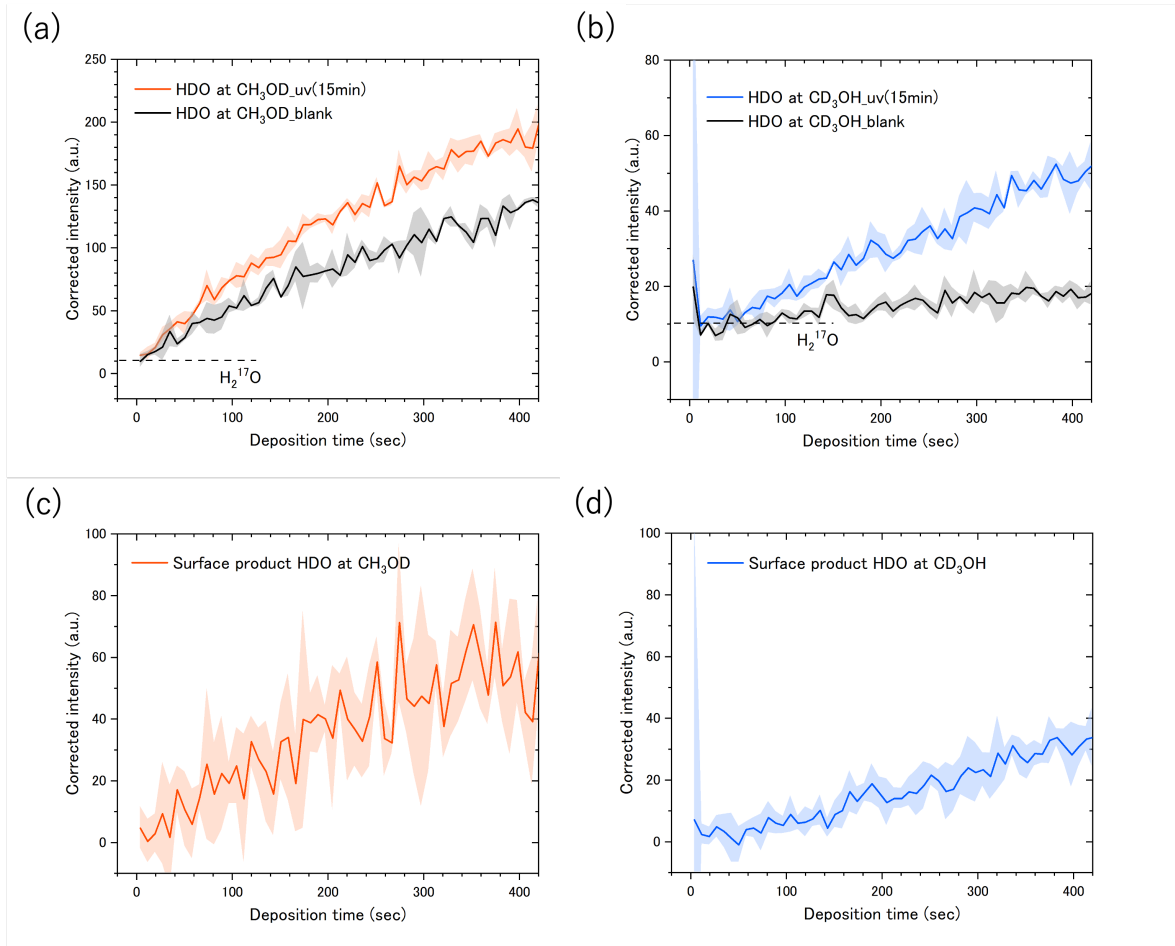 (a)
250
200
150
100
50
0
HDO at CH₃OD_uv(15min)
HDO at CH₃OD_blank
H₂¹⁷O
Corrected intensity (a.u.)
0 100 200 300 400
Deposition time (sec)
(b)
80
60
40
20
0
HDO at CD₃OH_uv(15min)
HDO at CD₃OH_blank
H₂¹⁷O
Corrected intensity (a.u.)
0 100 200 300 400
Deposition time (sec)
(c)
100
80
60
40
20
0
Surface product HDO at CH₃OD
Corrected intensity (a.u.)
0 100 200 300 400
Deposition time (sec)
(d)
100
80
60
40
20
0
Surface product HDO at CD₃OH
Corrected intensity (a.u.)
0 100 200 300 400
Deposition time (sec)